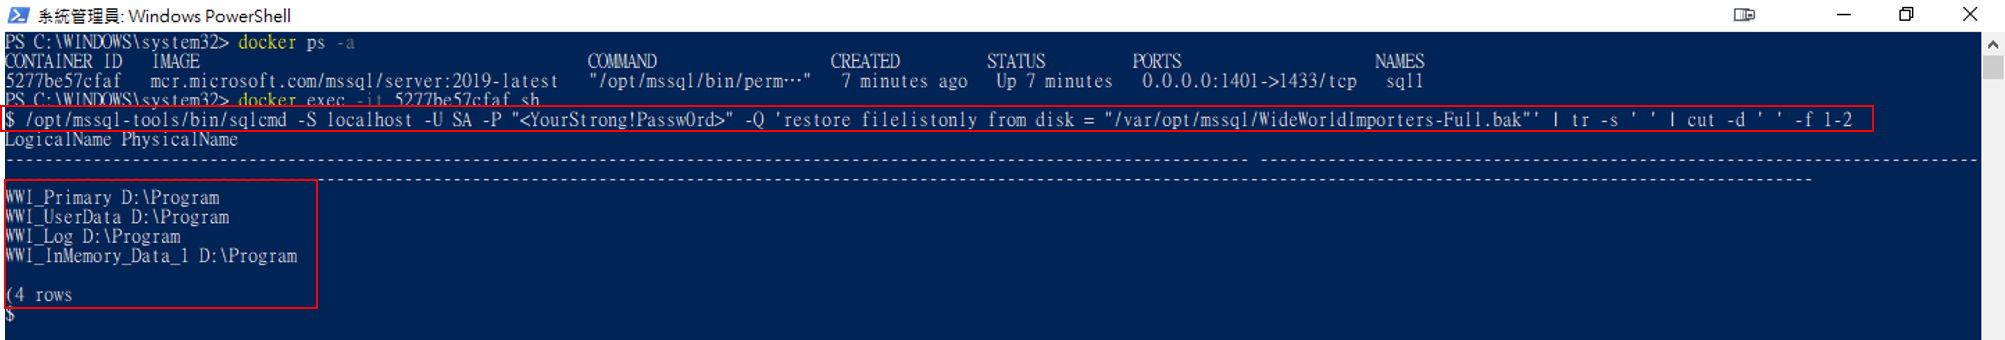 系統管理員: Windows PowerShell
PS C:\WINDOWS\system32> docker ps -a
CONTAINER ID IMAGE COMMAND CREATED STATUS PORTS NAMES
5277be57cfaf mcr.microsoft.com/mssql/server:2019-latest "/opt/mssql/bin/perm…" 7 minutes ago Up 7 minutes 0.0.0.0:1401->1433/tcp sql1
PS C:\WINDOWS\system32> docker exec -it 5277be57cfaf sh
$ /opt/mssql-tools/bin/sqlcmd -S localhost -U SA -P "<YourStrong!Passw0rd>" -Q 'restore filelistonly from disk = "/var/opt/mssql/WideWorldImporters-Full.bak"' | tr -s ' ' | cut -d ' ' -f 1-2
LogicalName PhysicalName
WWI_Primary D:\Program
WWI_UserData D:\Program
WWI_Log D:\Program
WWI_InMemory_Data_1 D:\Program
(4 rows
$